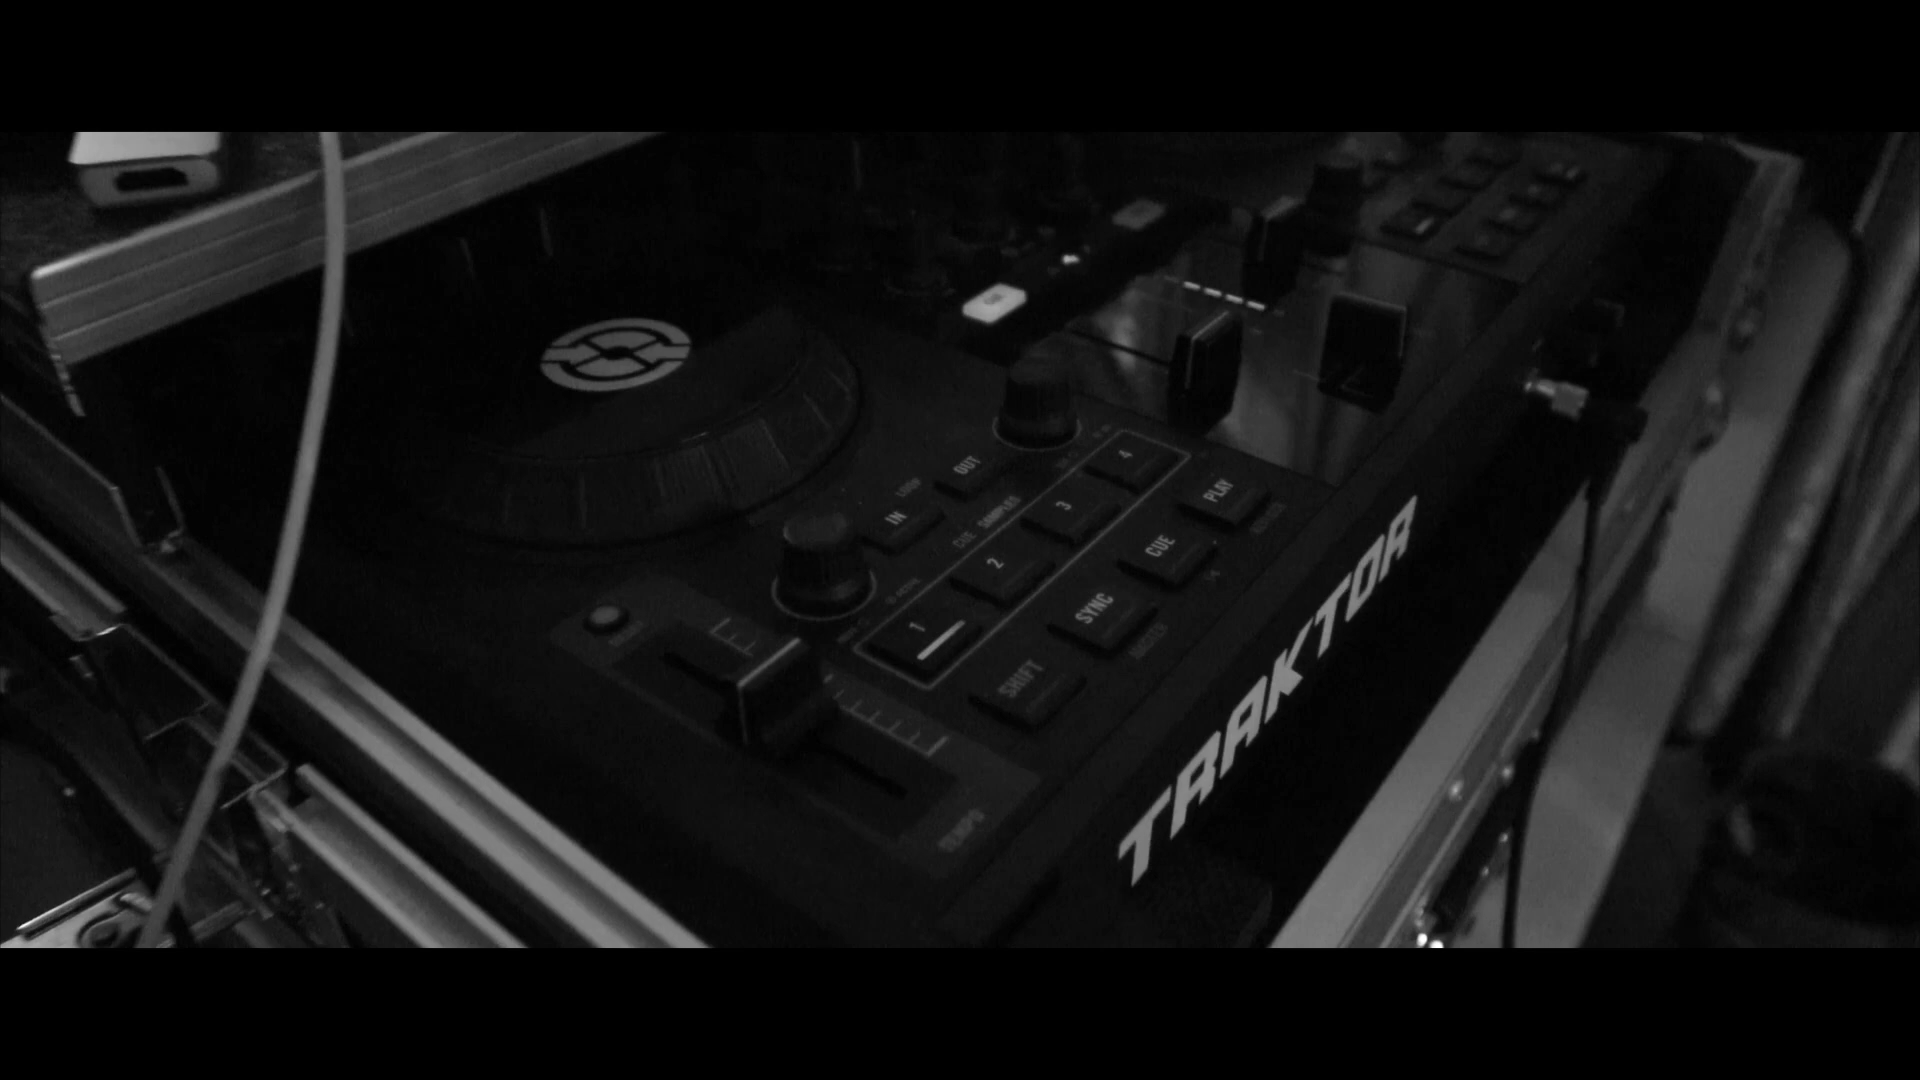 OUT
LOOP
IN
CUE SAMPLES
4
3
2
1
PLAY
CUE
SYNC
SHIFT
TEMPO
TRAKTOR